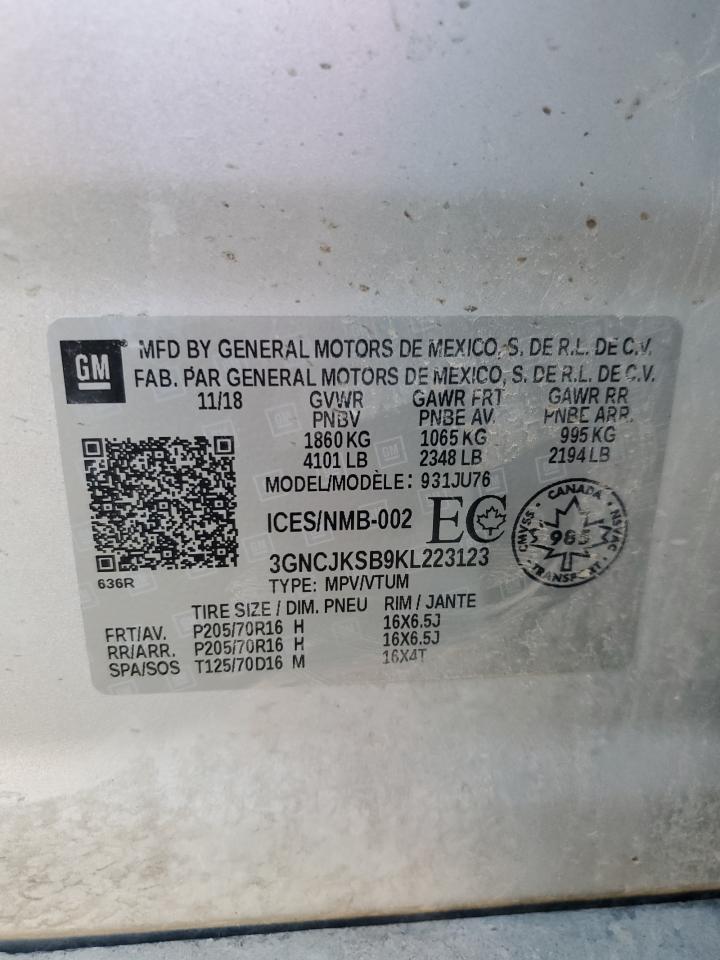 GM
MFD BY GENERAL MOTORS DE MEXICO, S. DE R.L. DE C.V.
FAB. PAR GENERAL MOTORS DE MEXICO, S. DE R.L. DE C.V.
11/18 GVWR GAWR FRT GAWR RR
PNBV PNBE AV. PNBE ARR.
1860 KG 1065 KG 995 KG
4101 LB 2348 LB 2194 LB
MODEL/MODÈLE: 931JU76
ICES/NMB-002 EC
CANADA
CMVSS 985 NSVAC
TRANSPORT
3GNCJKSB9KL223123
636R
TYPE: MPV/VTUM
TIRE SIZE / DIM. PNEU RIM / JANTE
FRT/AV. P205/70R16 H 16X6.5J
RR/ARR. P205/70R16 H 16X6.5J
SPA/SOS T125/70D16 M 16X4T